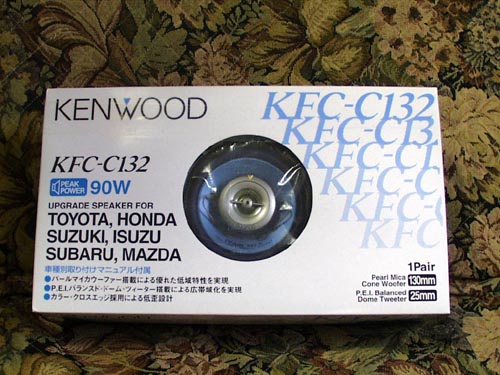 KENWOOD
KFC-C132
KFC-C13
KFC-C1
KFC-C
KFC-
KFC
KFC-C132
PEAK POWER 90W
UPGRADE SPEAKER FOR
TOYOTA, HONDA
SUZUKI, ISUZU
SUBARU, MAZDA
車種別取り付けマニュアル付属
●パールマイカウーファー搭載による優れた低域特性を実現
●P.E.I.バランスド・ドーム・ツィーター搭載による広帯域化を実現
●カラー・クロスエッジ採用による低歪設計
1Pair
Pearl Mica Cone Woofer 130mm
P.E.I. Balanced Dome Tweeter 25mm